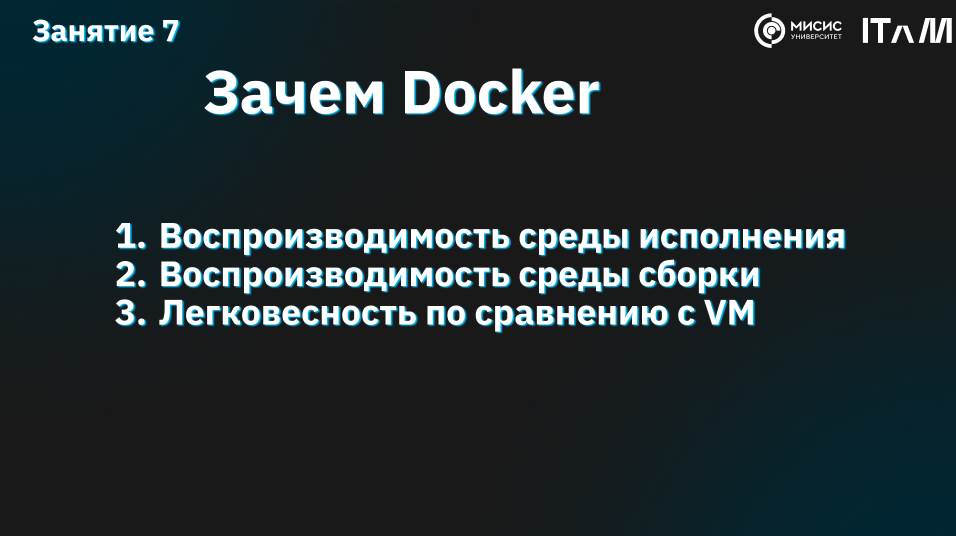 Занятие 7
МИСИС
УНИВЕРСИТЕТ
ITAM
Зачем Docker
1. Воспроизводимость среды исполнения
2. Воспроизводимость среды сборки
3. Легковесность по сравнению с VM